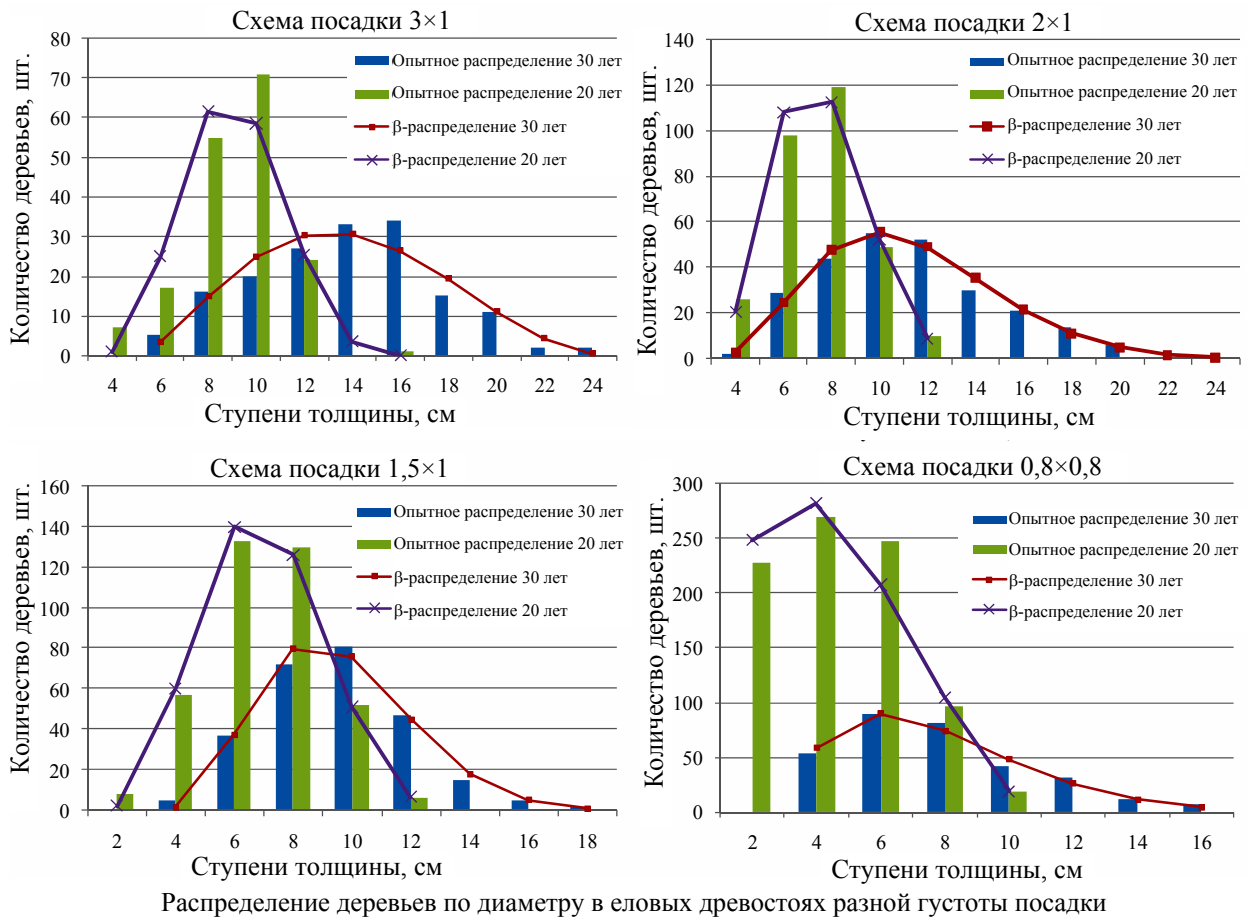 Схема посадки 3×1
Количество деревьев, шт.
80
70
60
50
40
30
20
10
0
Опытное распределение 30 лет
Опытное распределение 20 лет
β-распределение 30 лет
β-распределение 20 лет
4 6 8 10 12 14 16 18 20 22 24
Ступени толщины, см
Схема посадки 2×1
Количество деревьев, шт.
140
120
100
80
60
40
20
0
Опытное распределение 30 лет
Опытное распределение 20 лет
β-распределение 30 лет
β-распределение 20 лет
4 6 8 10 12 14 16 18 20 22 24
Ступени толщины, см
Схема посадки 1,5×1
Количество деревьев, шт.
160
140
120
100
80
60
40
20
0
Опытное распределение 30 лет
Опытное распределение 20 лет
β-распределение 30 лет
β-распределение 20 лет
2 4 6 8 10 12 14 16 18
Ступени толщины, см
Схема посадки 0,8×0,8
Количество деревьев, шт.
300
250
200
150
100
50
0
Опытное распределение 30 лет
Опытное распределение 20 лет
β-распределение 30 лет
β-распределение 20 лет
2 4 6 8 10 12 14 16
Ступени толщины, см
Распределение деревьев по диаметру в еловых древостоях разной густоты посадки